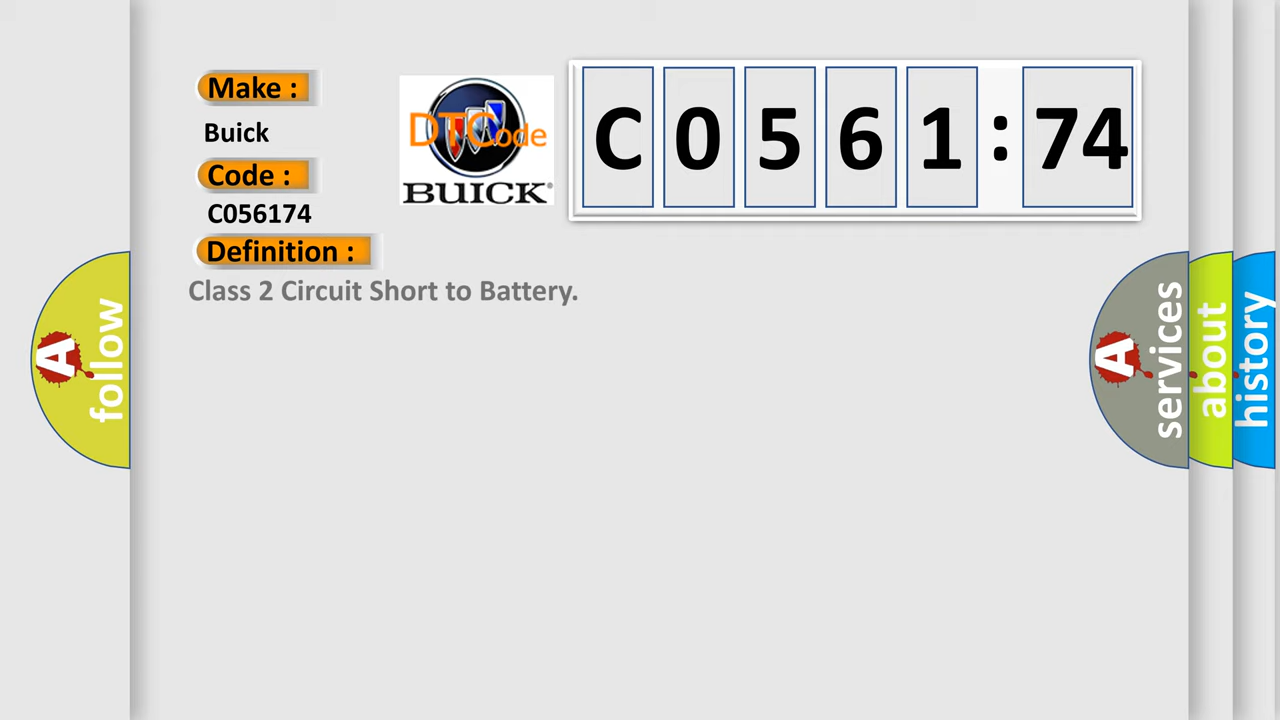 Make :
Buick
Code :
C056174
Definition :
Class 2 Circuit Short to Battery.
DTCode
BUICK®
C 0 5 6 1 : 74
A follow
A services
about
history